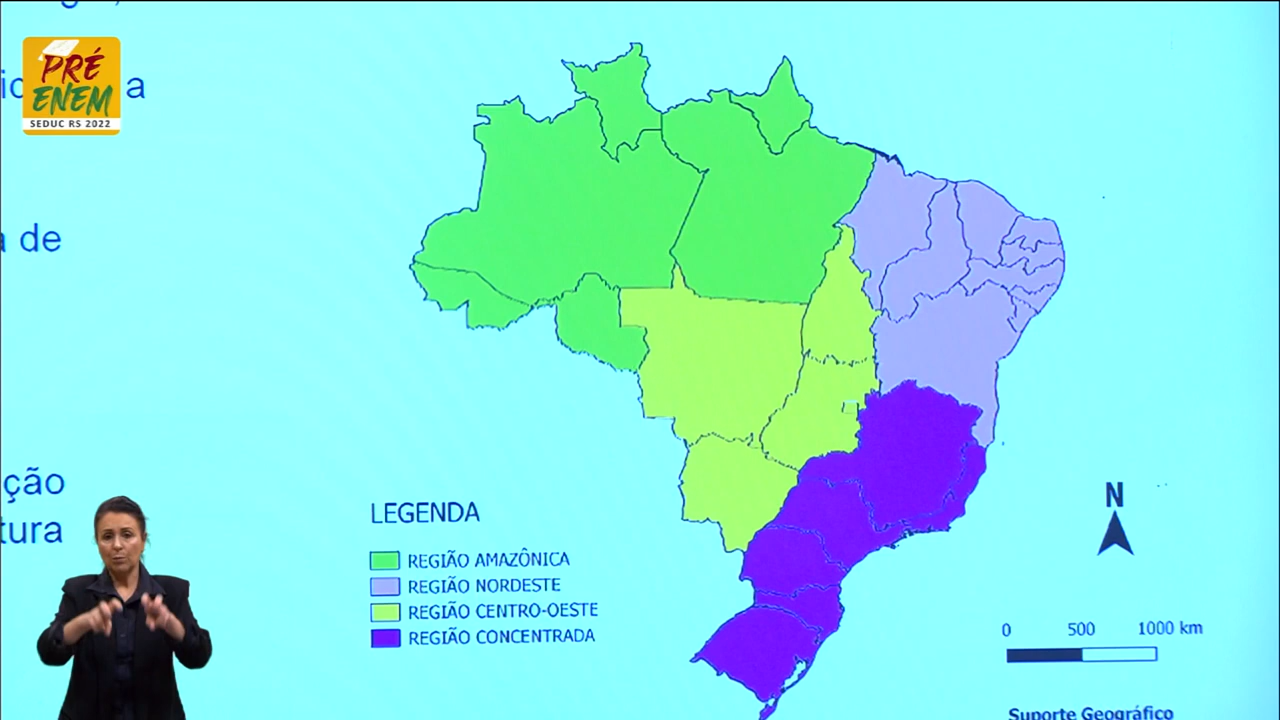 PRÉ
ENEM
SEDUC RS 2022
a
de
ção
tura
LEGENDA
REGIÃO AMAZÔNICA
REGIÃO NORDESTE
REGIÃO CENTRO-OESTE
REGIÃO CONCENTRADA
N
0 500 1000 km
Suporte Geográfico